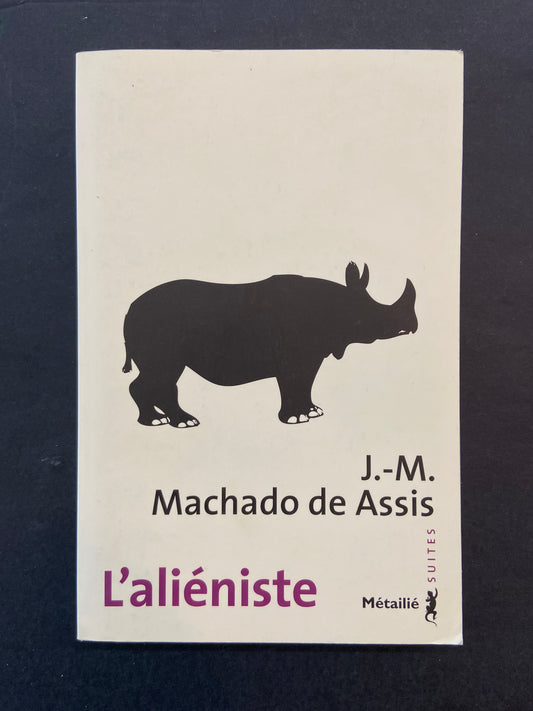 J.-M.
Machado de Assis
L'aliéniste
Métailié
SUITES